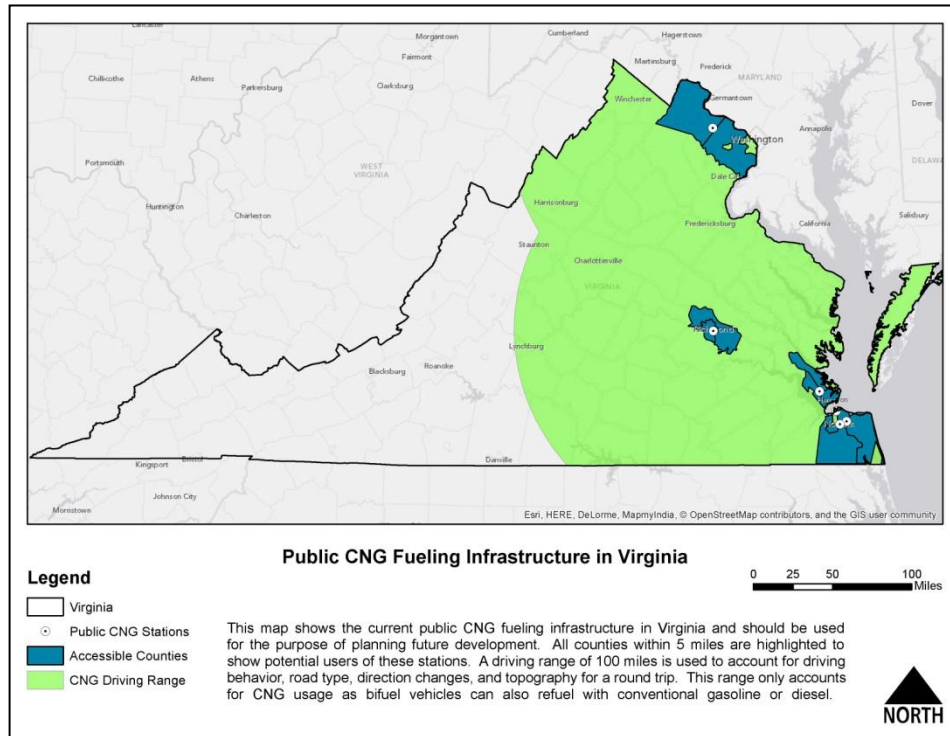 Lancaster
Cumberland
Hagerstown
Morgantown
Fairmont
Martinsburg
Frederick
MARYLAND
Chillicothe
Athens
Parkersburg
Clarksburg
Winchester
Germantown
Dover
Washington
Annapolis
DELAWA
Portsmouth
WEST
VIRGINIA
Dale City
Huntington
Charleston
Harrisonburg
Fredericksburg
California
Salisbury
Staunton
Charlotterville
VIRGINIA
Richmond
Lynchburg
Blacksburg
Roanoke
Hampton
Danville
Kingsport
Bristol
Johnson City
Morristown
Esri, HERE, DeLorme, MapmyIndia, © OpenStreetMap contributors, and the GIS user community
Public CNG Fueling Infrastructure in Virginia
Legend
Virginia
Public CNG Stations
Accessible Counties
CNG Driving Range
0 25 50 100
Miles
This map shows the current public CNG fueling infrastructure in Virginia and should be used
for the purpose of planning future development. All counties within 5 miles are highlighted
to show potential users of these stations. A driving range of 100 miles is used to account for driving
behavior, road type, direction changes, and topography for a round trip. This range only accounts
for CNG usage as bifuel vehicles can also refuel with conventional gasoline or diesel.
NORTH